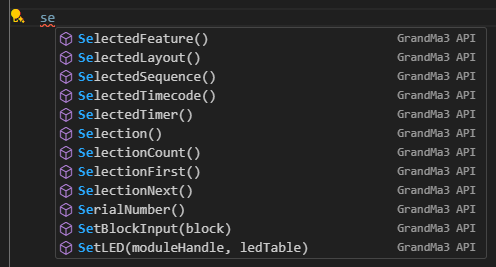 se
SelectedFeature() GrandMa3 API
SelectedLayout() GrandMa3 API
SelectedSequence() GrandMa3 API
SelectedTimecode() GrandMa3 API
SelectedTimer() GrandMa3 API
Selection() GrandMa3 API
SelectionCount() GrandMa3 API
SelectionFirst() GrandMa3 API
SelectionNext() GrandMa3 API
SerialNumber() GrandMa3 API
SetBlockInput(block) GrandMa3 API
SetLED(moduleHandle, ledTable) GrandMa3 API